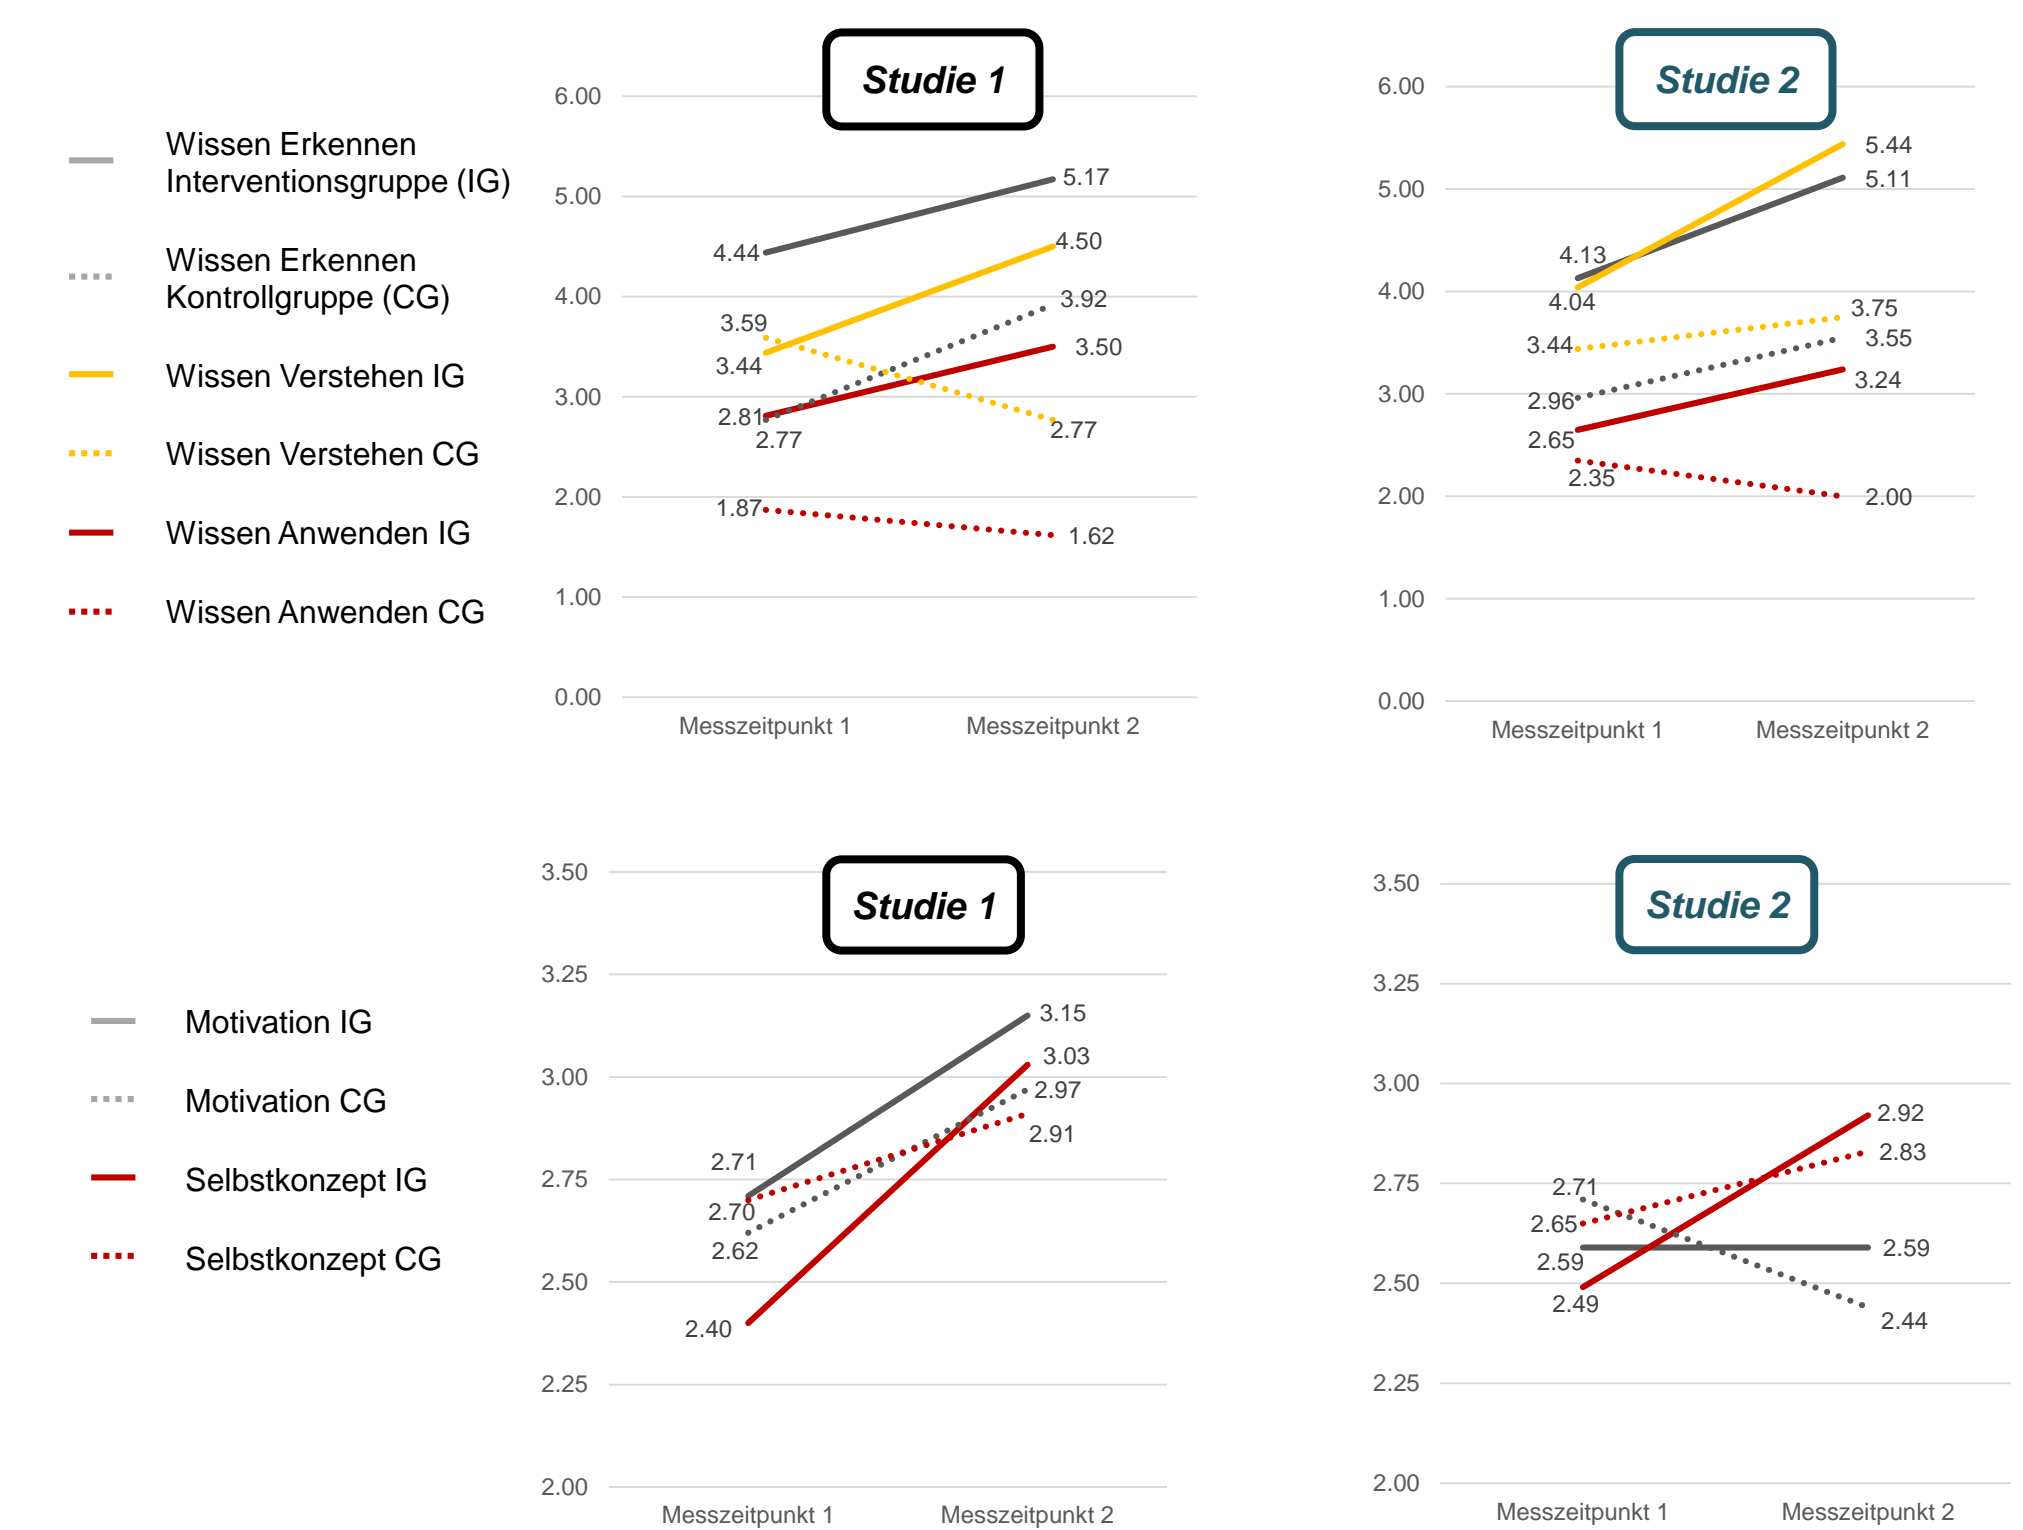 Wissen Erkennen
Interventionsgruppe (IG)
Wissen Erkennen
Kontrollgruppe (CG)
Wissen Verstehen IG
Wissen Verstehen CG
Wissen Anwenden IG
Wissen Anwenden CG
Studie 1
6.00
5.00
4.00
3.00
2.00
1.00
0.00
4.44
3.59
3.44
2.81
2.77
1.87
5.17
4.50
3.92
3.50
2.77
1.62
Messzeitpunkt 1
Messzeitpunkt 2
Studie 2
6.00
5.00
4.00
3.00
2.00
1.00
0.00
4.13
4.04
3.44
2.96
2.65
2.35
5.44
5.11
3.75
3.55
3.24
2.00
Messzeitpunkt 1
Messzeitpunkt 2
Motivation IG
Motivation CG
Selbstkonzept IG
Selbstkonzept CG
Studie 1
3.50
3.25
3.00
2.75
2.50
2.25
2.00
2.71
2.70
2.62
2.40
3.15
3.03
2.97
2.91
Messzeitpunkt 1
Messzeitpunkt 2
Studie 2
3.50
3.25
3.00
2.75
2.50
2.25
2.00
2.71
2.65
2.59
2.49
2.92
2.83
2.59
2.44
Messzeitpunkt 1
Messzeitpunkt 2